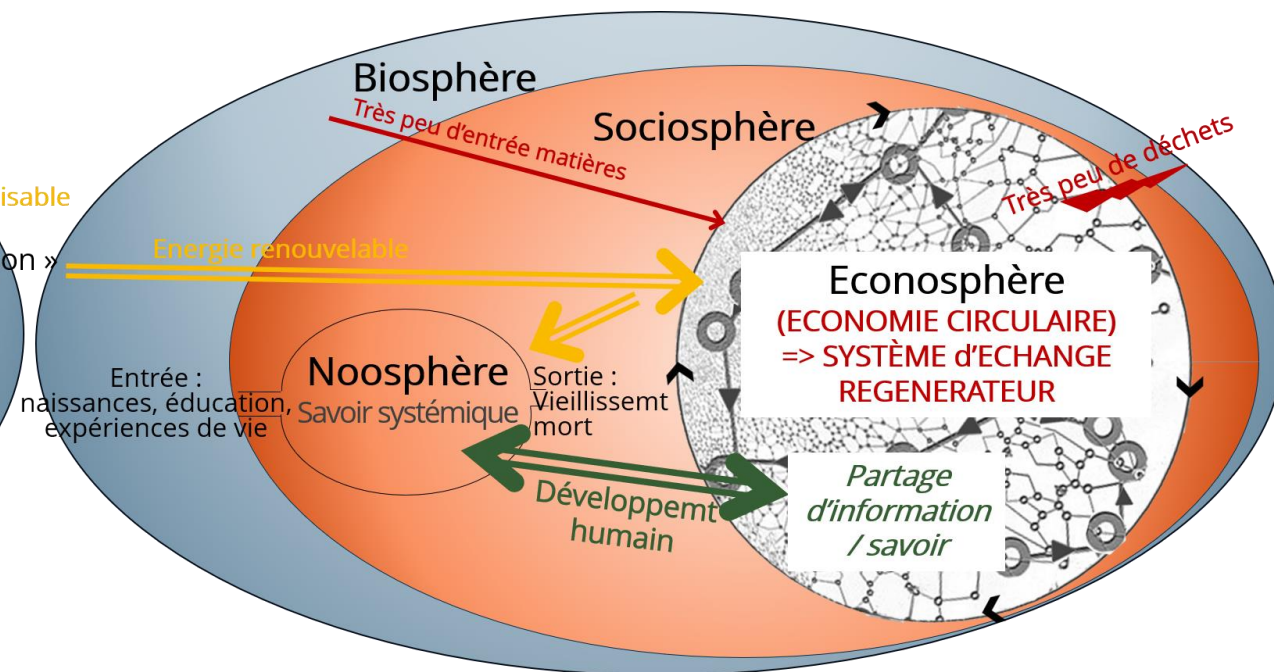 Biosphère
Très peu d'entrée matières
Sociosphère
Très peu de déchets
isable
Energie renouvelable
on »
Econosphère
(ECONOMIE CIRCULAIRE)
=> SYSTÈME d'ECHANGE
REGENERATEUR
Noosphère
Savoir systémique
Entrée :
naissances, éducation,
expériences de vie
Sortie :
Vieillissemt
mort
Développemt
humain
Partage
d'information
/ savoir